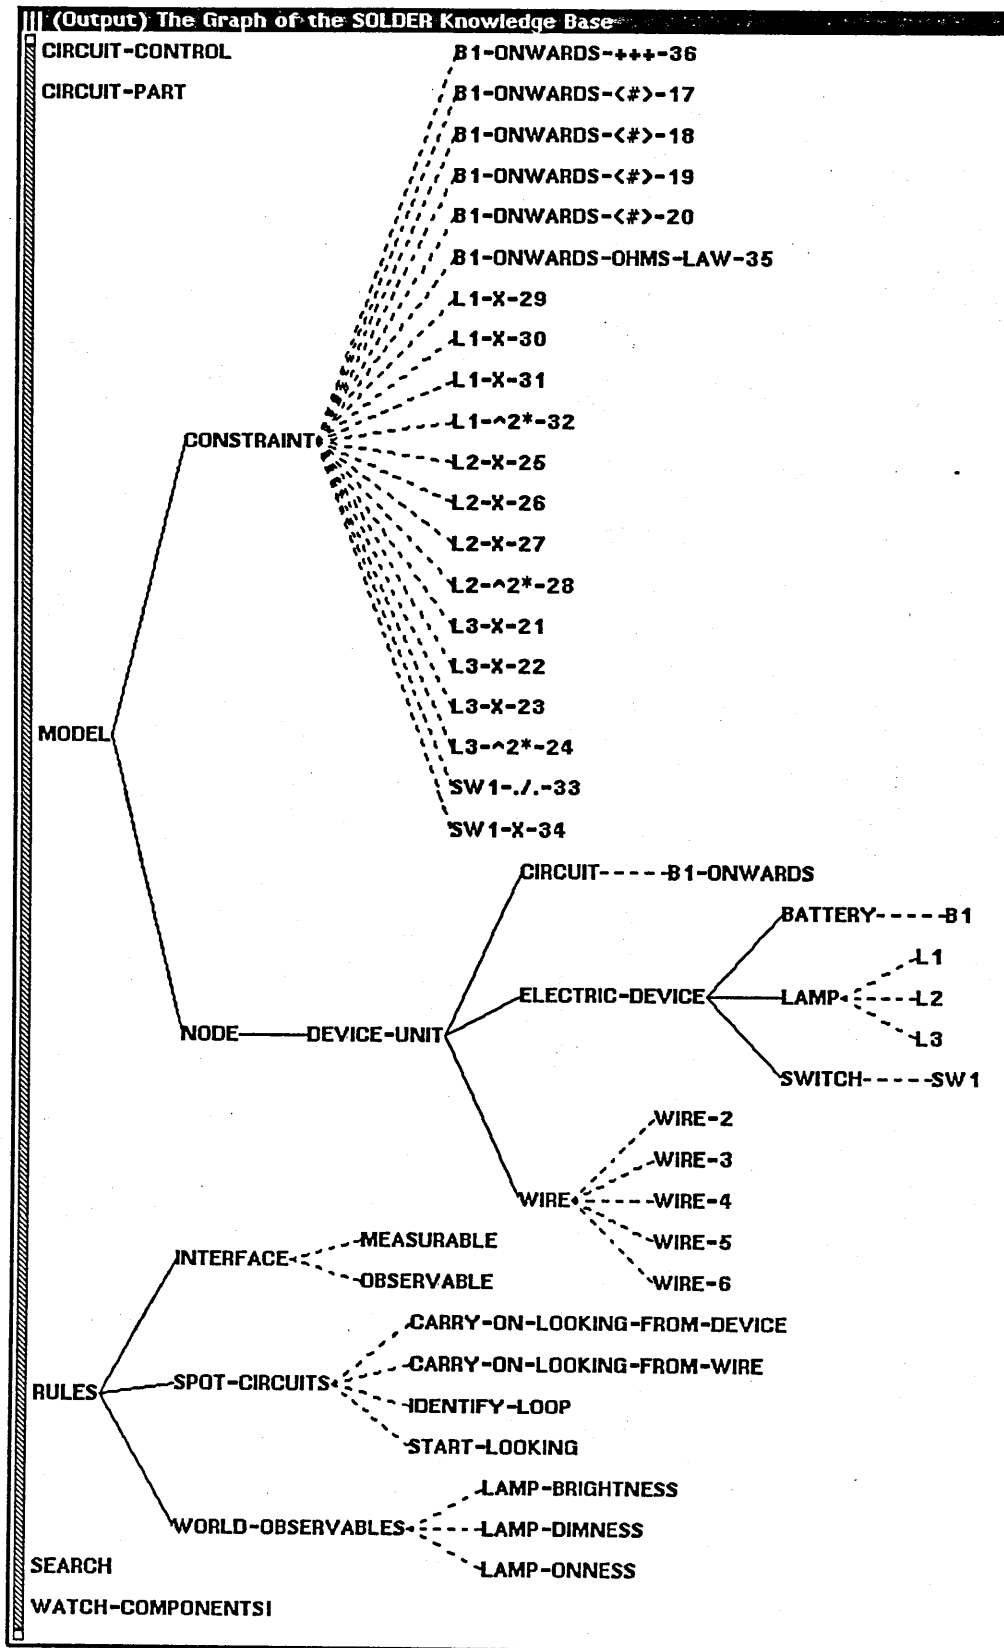 (Output) The Graph of the SOLDER Knowledge Base
CIRCUIT-CONTROL
CIRCUIT-PART
B1-ONWARDS-+++-36
B1-ONWARDS-<#>-17
B1-ONWARDS-<#>-18
B1-ONWARDS-<#>-19
B1-ONWARDS-<#>-20
B1-ONWARDS-OHMS-LAW-35
L1-X-29
L1-X-30
L1-X-31
L1-^2*-32
CONSTRAINT
L2-X-25
L2-X-26
L2-X-27
L2-^2*-28
L3-X-21
L3-X-22
L3-X-23
MODEL
L3-^2*-24
SW1-./.-33
SW1-X-34
CIRCUIT
B1-ONWARDS
BATTERY
B1
L1
ELECTRIC-DEVICE
LAMP
L2
NODE
DEVICE-UNIT
L3
SWITCH
SW1
WIRE-2
WIRE-3
WIRE
WIRE-4
WIRE-5
WIRE-6
INTERFACE
MEASURABLE
OBSERVABLE
CARRY-ON-LOOKING-FROM-DEVICE
CARRY-ON-LOOKING-FROM-WIRE
RULES
SPOT-CIRCUITS
IDENTIFY-LOOP
START-LOOKING
LAMP-BRIGHTNESS
WORLD-OBSERVABLES
LAMP-DIMNESS
LAMP-ONNESS
SEARCH
WATCH-COMPONENTS!